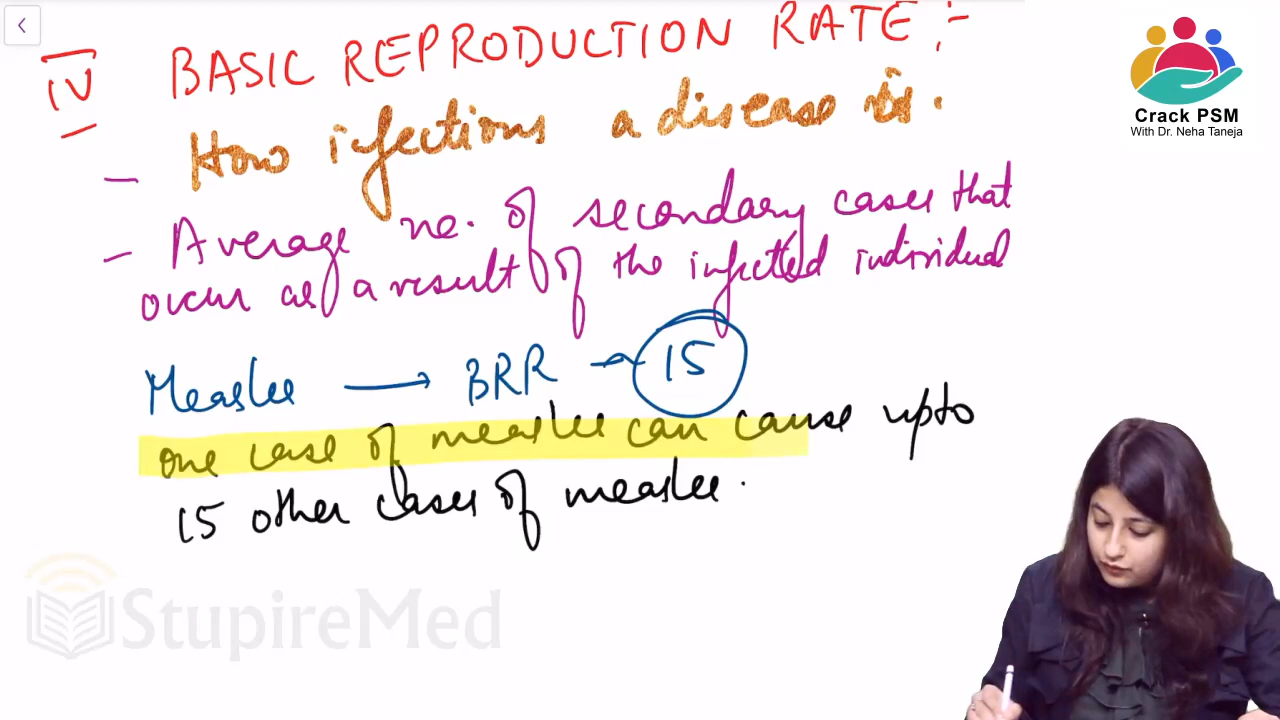 IV BASIC REPRODUCTION RATE :-
- How infections a disease is.
- Average no. of secondary cases that
occur as a result of the infected individual
Measles → BRR → 15
one case of measles can cause upto
15 other cases of measles.
Crack PSM
With Dr. Neha Taneja
StupireMed